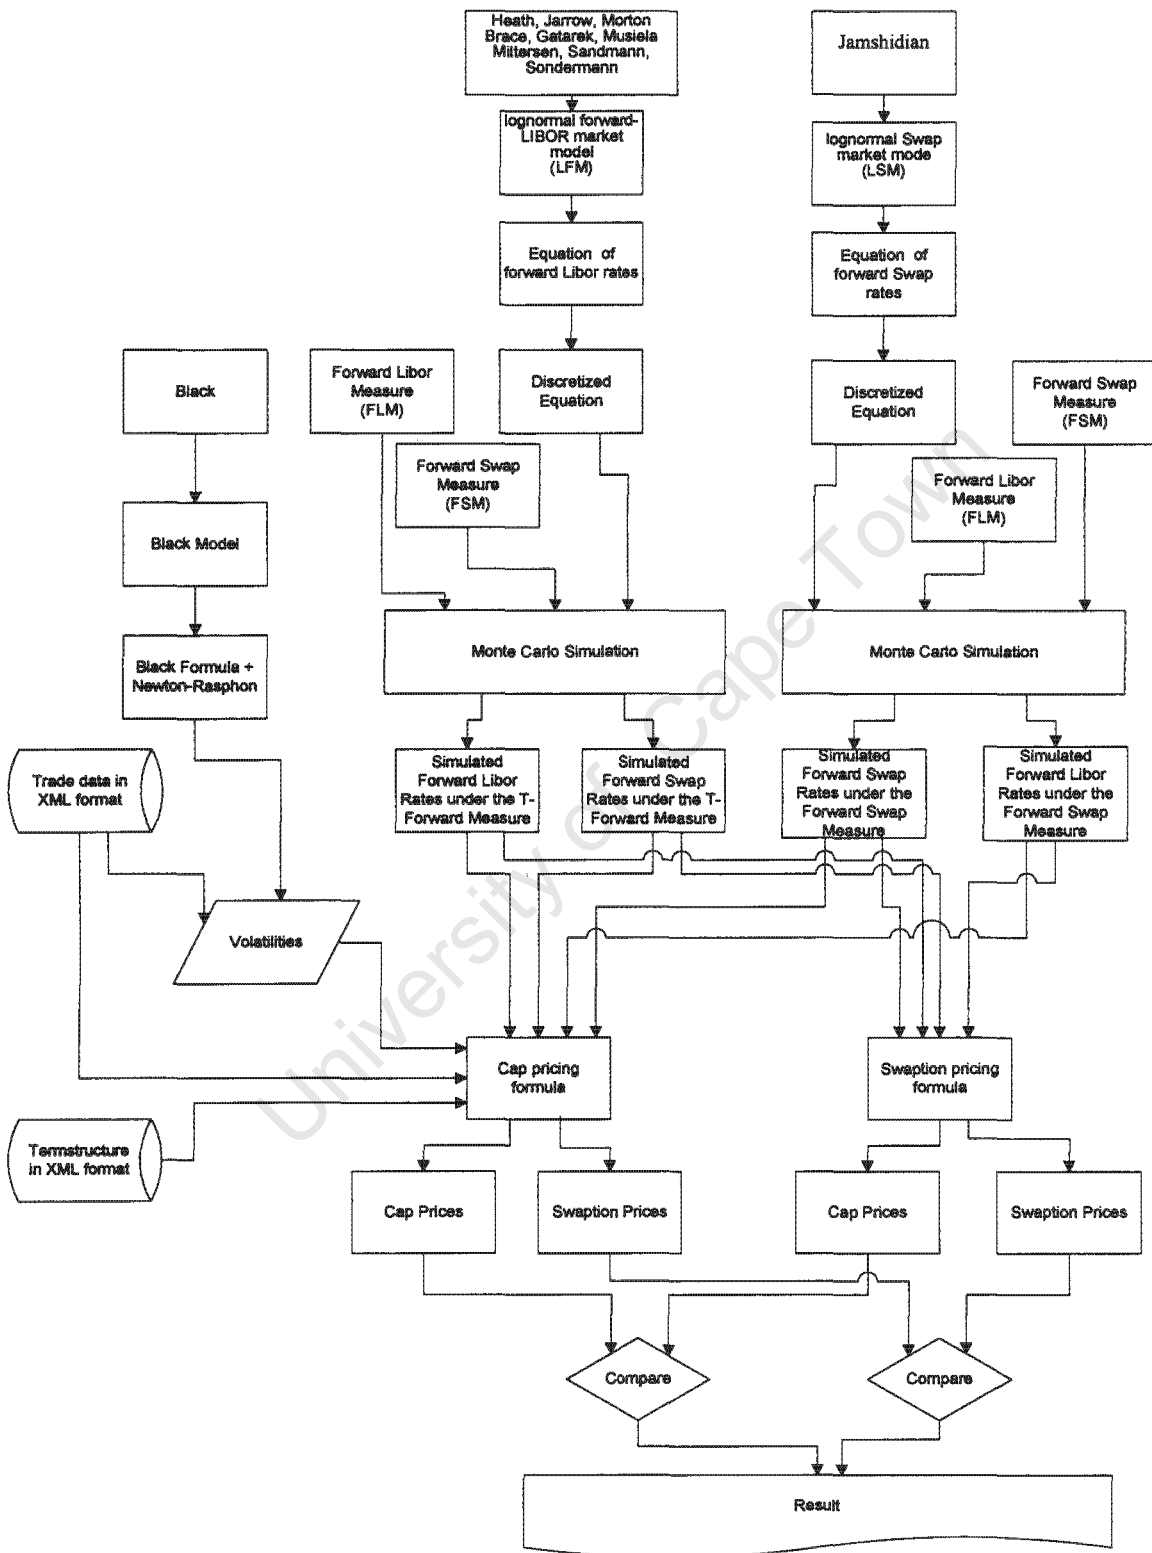 Heath, Jarrow, Morton
Brace, Gatarek, Musiela
Miltersen, Sandmann,
Sondermann
Jamshidian
lognormal forward-
LIBOR market
model
(LFM)
lognormal Swap
market mode
(LSM)
Equation of
forward Libor rates
Equation of
forward Swap
rates
Black
Forward Libor
Measure
(FLM)
Discretized
Equation
Discretized
Equation
Forward Swap
Measure
(FSM)
Forward Swap
Measure
(FSM)
Forward Libor
Measure
(FLM)
Black Model
Black Formula +
Newton-Rasphon
Monte Carlo Simulation
Monte Carlo Simulation
Trade data in
XML format
Simulated
Forward Libor
Rates under the T-
Forward Measure
Simulated
Forward Swap
Rates under the T-
Forward Measure
Simulated
Forward Swap
Rates under the
Forward Swap
Measure
Simulated
Forward Libor
Rates under the
Forward Swap
Measure
Volatilities
Cap pricing
formula
Swaption pricing
formula
Termstructure
in XML format
Cap Prices
Swaption Prices
Cap Prices
Swaption Prices
Compare
Compare
Result
University of Cape Town